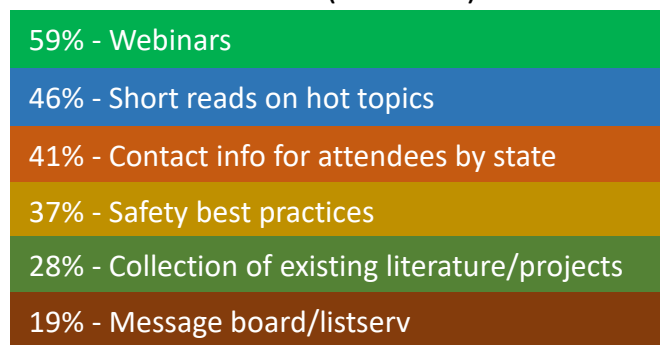 59% - Webinars
46% - Short reads on hot topics
41% - Contact info for attendees by state
37% - Safety best practices
28% - Collection of existing literature/projects
19% - Message board/listserv